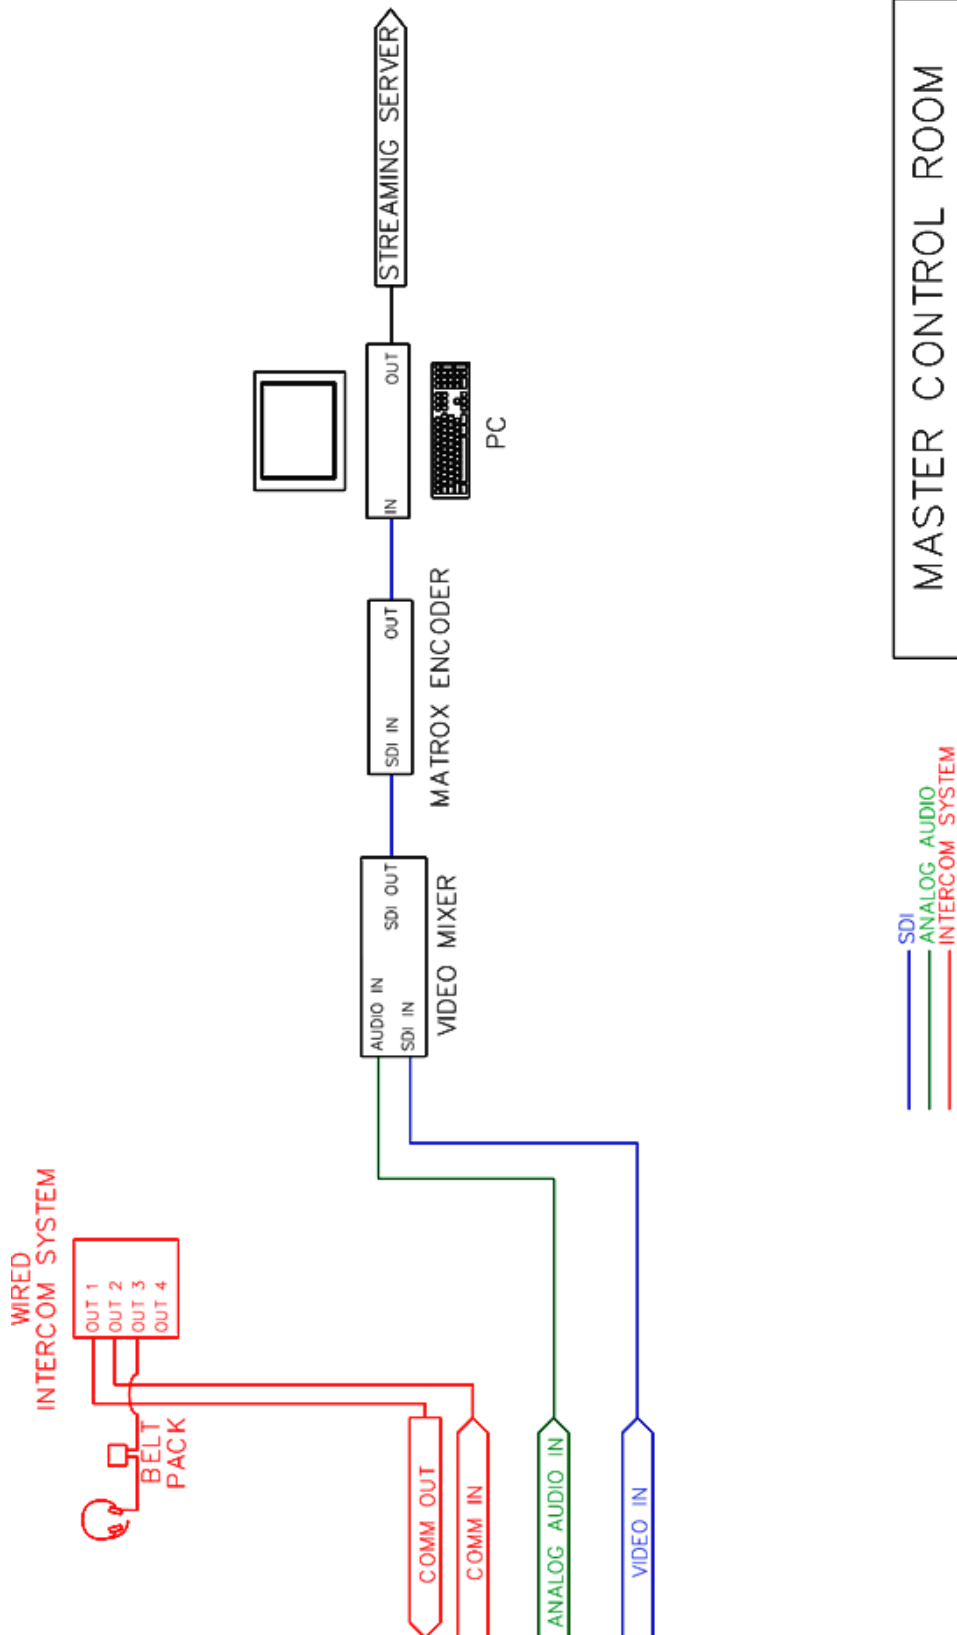 WIRED
INTERCOM SYSTEM
OUT 1
OUT 2
OUT 3
OUT 4
BELT
PACK
COMM OUT
COMM IN
ANALOG AUDIO IN
VIDEO IN
AUDIO IN
SDI IN
SDI OUT
VIDEO MIXER
SDI IN
OUT
MATROX ENCODER
IN
OUT
PC
STREAMING SERVER
SDI
ANALOG AUDIO
INTERCOM SYSTEM
MASTER CONTROL ROOM